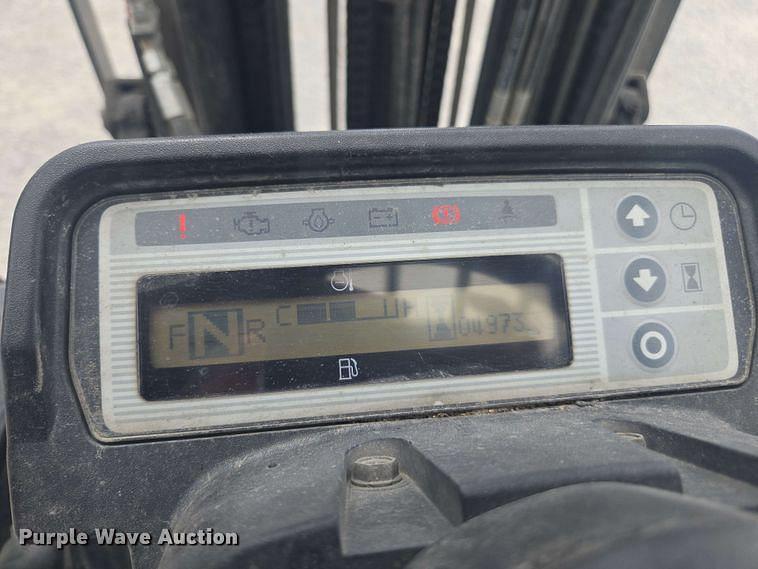 F N R C H 04973
Purple Wave Auction®